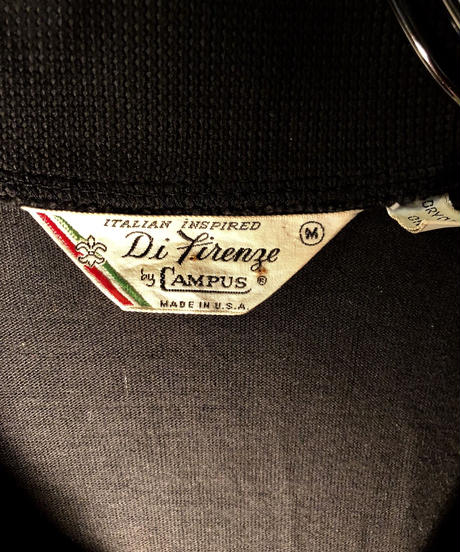 ITALIAN INSPIRED
Di Firenze
M
by CAMPUS ®
MADE IN U.S.A